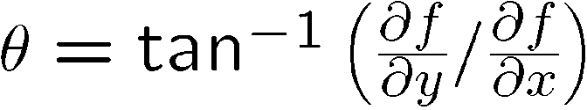 θ = tan⁻¹ (∂f/∂y / ∂f/∂x)